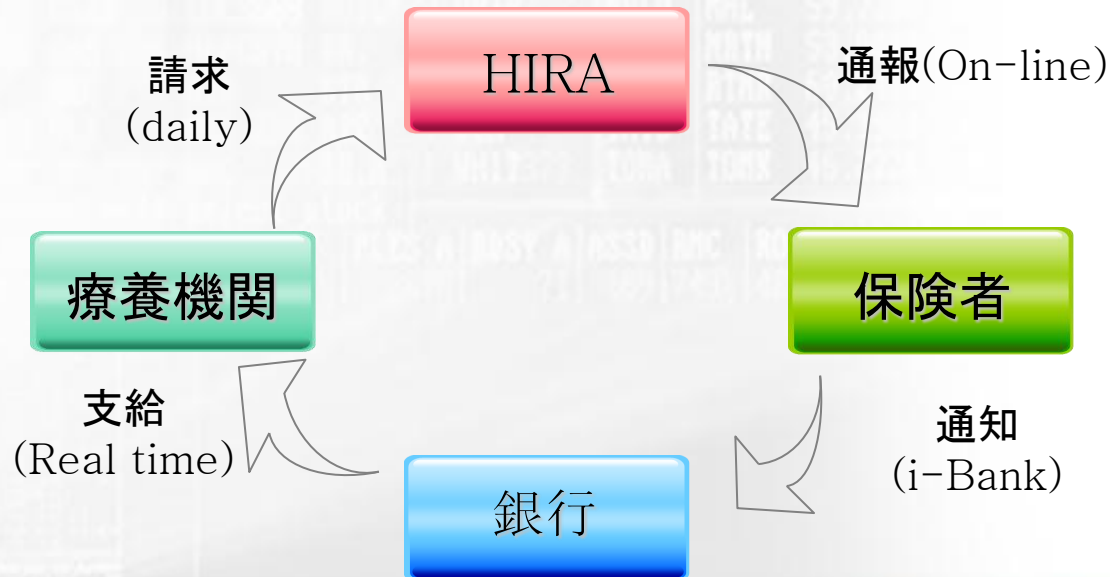 HIRA
請求
(daily)
通報(On-line)
療養機関
保険者
支給
(Real time)
通知
(i-Bank)
銀行